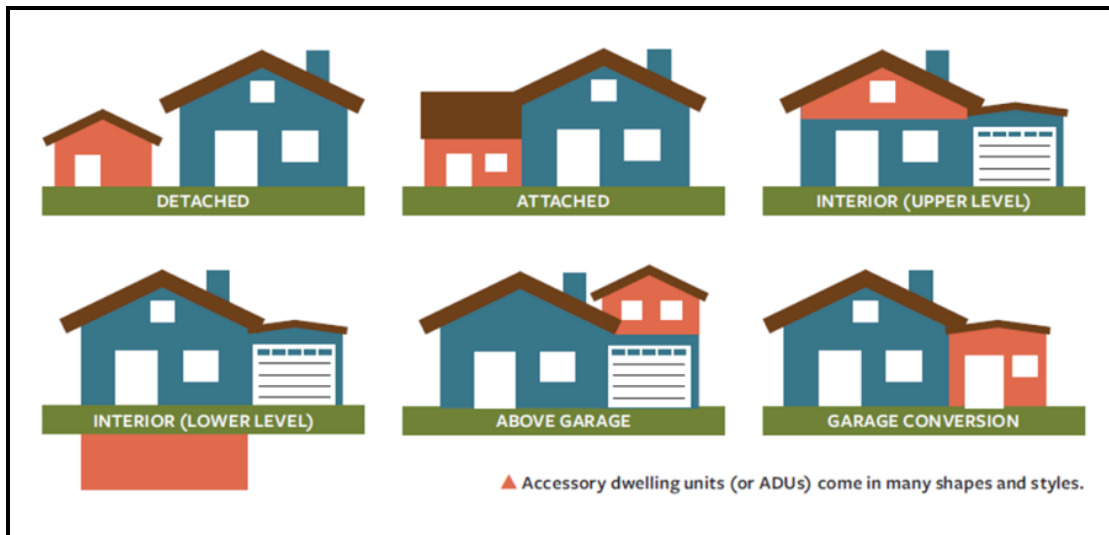 DETACHED
ATTACHED
INTERIOR (UPPER LEVEL)
INTERIOR (LOWER LEVEL)
ABOVE GARAGE
GARAGE CONVERSION
▲ Accessory dwelling units (or ADUs) come in many shapes and styles.